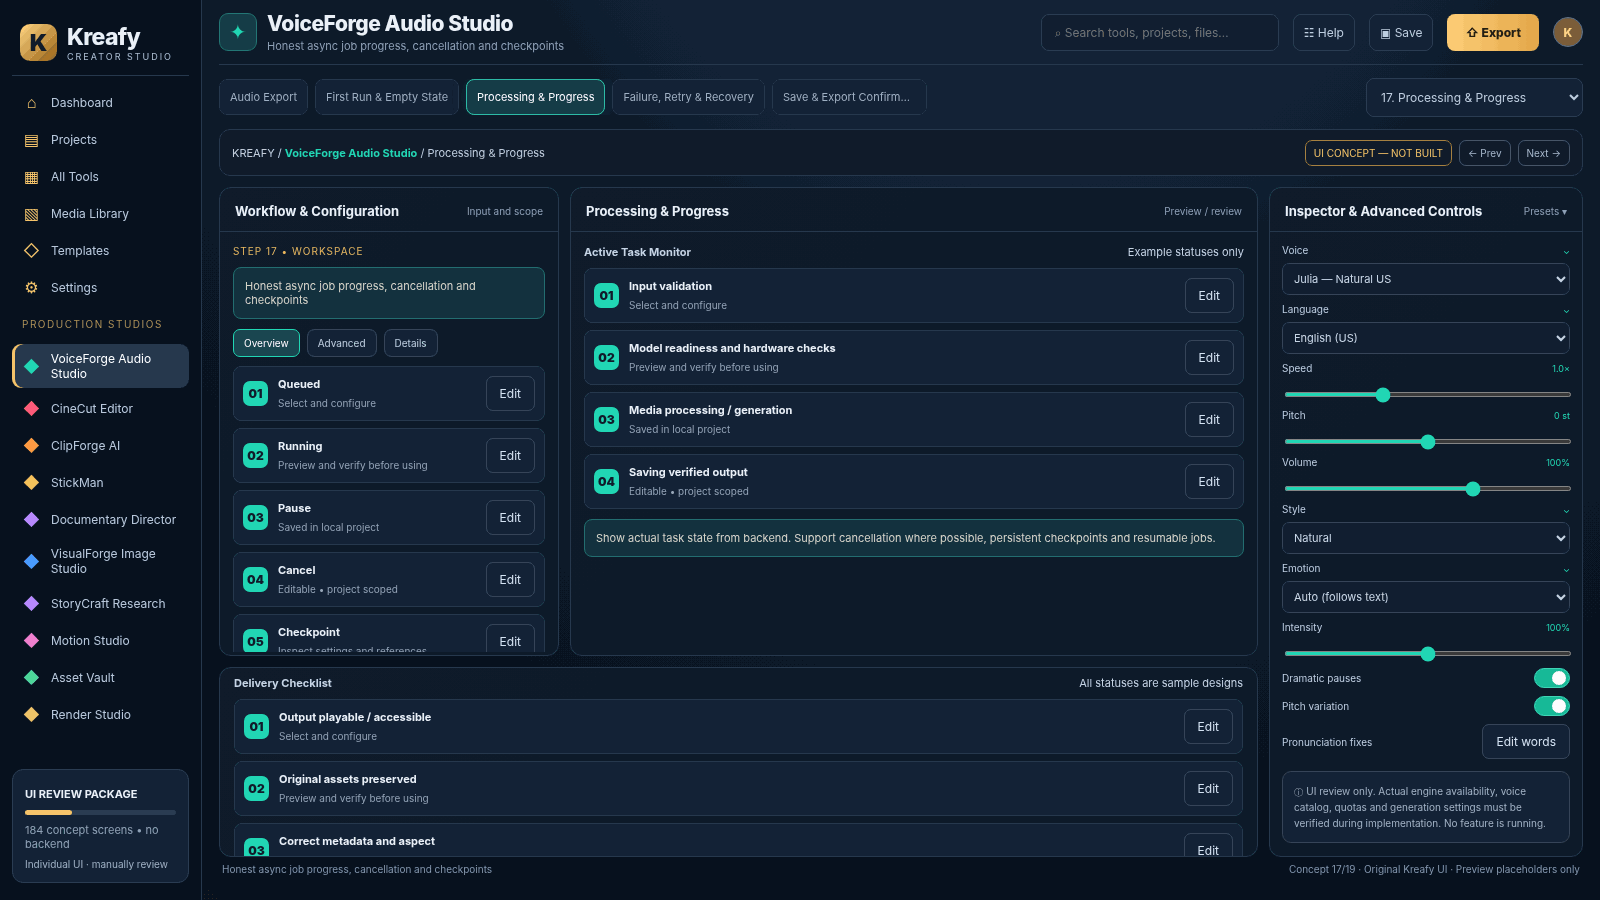 K
Kreafy
CREATOR STUDIO
Dashboard
Projects
All Tools
Media Library
Templates
Settings
PRODUCTION STUDIOS
VoiceForge Audio
Studio
CineCut Editor
ClipForge AI
StickMan
Documentary Director
VisualForge Image
Studio
StoryCraft Research
Motion Studio
Asset Vault
Render Studio
UI REVIEW PACKAGE
184 concept screens • no
backend
Individual UI · manually review
VoiceForge Audio Studio
Honest async job progress, cancellation and checkpoints
Search tools, projects, files...
Help
Save
Export
K
Audio Export
First Run & Empty State
Processing & Progress
Failure, Retry & Recovery
Save & Export Confirm...
17. Processing & Progress
KREAFY / VoiceForge Audio Studio / Processing & Progress
UI CONCEPT — NOT BUILT
← Prev
Next →
Workflow & Configuration
Input and scope
STEP 17 • WORKSPACE
Honest async job progress, cancellation and
checkpoints
Overview
Advanced
Details
01
Queued
Select and configure
Edit
02
Running
Preview and verify before using
Edit
03
Pause
Saved in local project
Edit
04
Cancel
Editable • project scoped
Edit
05
Checkpoint
Inspect settings and references
Edit
Processing & Progress
Preview / review
Active Task Monitor
Example statuses only
01
Input validation
Select and configure
Edit
02
Model readiness and hardware checks
Preview and verify before using
Edit
03
Media processing / generation
Saved in local project
Edit
04
Saving verified output
Editable • project scoped
Edit
Show actual task state from backend. Support cancellation where possible, persistent checkpoints and resumable jobs.
Delivery Checklist
All statuses are sample designs
01
Output playable / accessible
Select and configure
Edit
02
Original assets preserved
Preview and verify before using
Edit
03
Correct metadata and aspect
Edit
Inspector & Advanced Controls
Presets ▾
Voice
Julia — Natural US
Language
English (US)
Speed
1.0×
Pitch
0 st
Volume
100%
Style
Natural
Emotion
Auto (follows text)
Intensity
100%
Dramatic pauses
Pitch variation
Pronunciation fixes
Edit words
ⓘ UI review only. Actual engine availability, voice
catalog, quotas and generation settings must be
verified during implementation. No feature is running.
Honest async job progress, cancellation and checkpoints
Concept 17/19 · Original Kreafy UI · Preview placeholders only